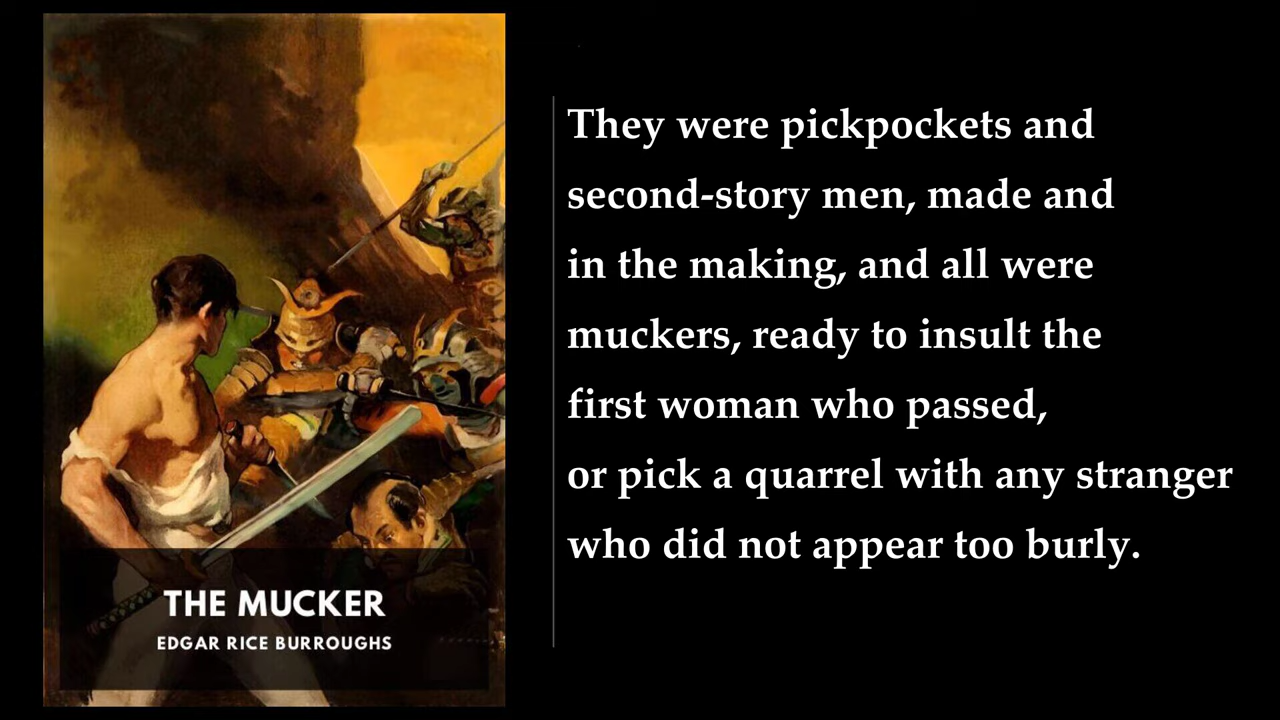 They were pickpockets and
second-story men, made and
in the making, and all were
muckers, ready to insult the
first woman who passed,
or pick a quarrel with any stranger
who did not appear too burly.
THE MUCKER
EDGAR RICE BURROUGHS